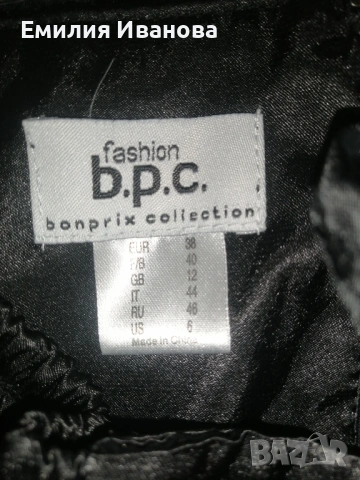 Емилия Иванова
fashion
b.p.c.
bonprix collection
EUR 38
F/B 40
GB 12
IT 44
RU 46
US 6
Made in China
BAZAR